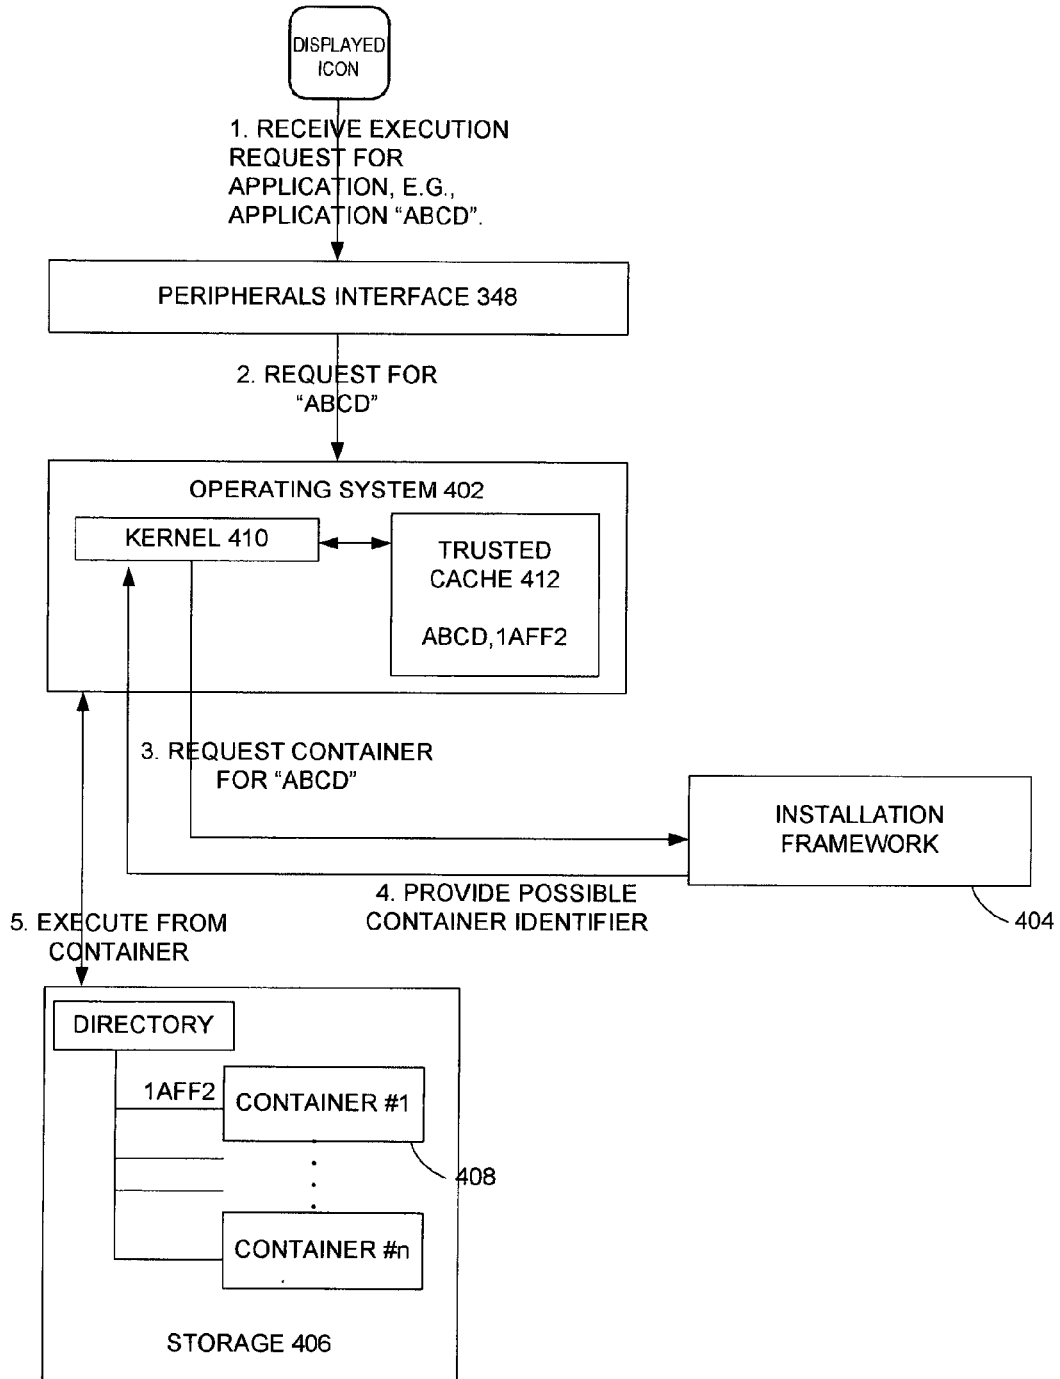 DISPLAYED
ICON
1. RECEIVE EXECUTION
REQUEST FOR
APPLICATION, E.G.,
APPLICATION “ABCD”.
PERIPHERALS INTERFACE 348
2. REQUEST FOR
“ABCD”
OPERATING SYSTEM 402
KERNEL 410
TRUSTED
CACHE 412
ABCD,1AFF2
3. REQUEST CONTAINER
FOR “ABCD”
INSTALLATION
FRAMEWORK
404
4. PROVIDE POSSIBLE
CONTAINER IDENTIFIER
5. EXECUTE FROM
CONTAINER
DIRECTORY
1AFF2
CONTAINER #1
408
CONTAINER #n
STORAGE 406